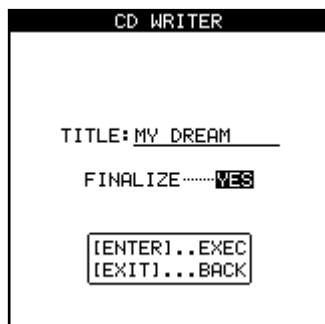 CD WRITER
TITLE:MY DREAM
FINALIZE·······YES
[ENTER]..EXEC
[EXIT]...BACK